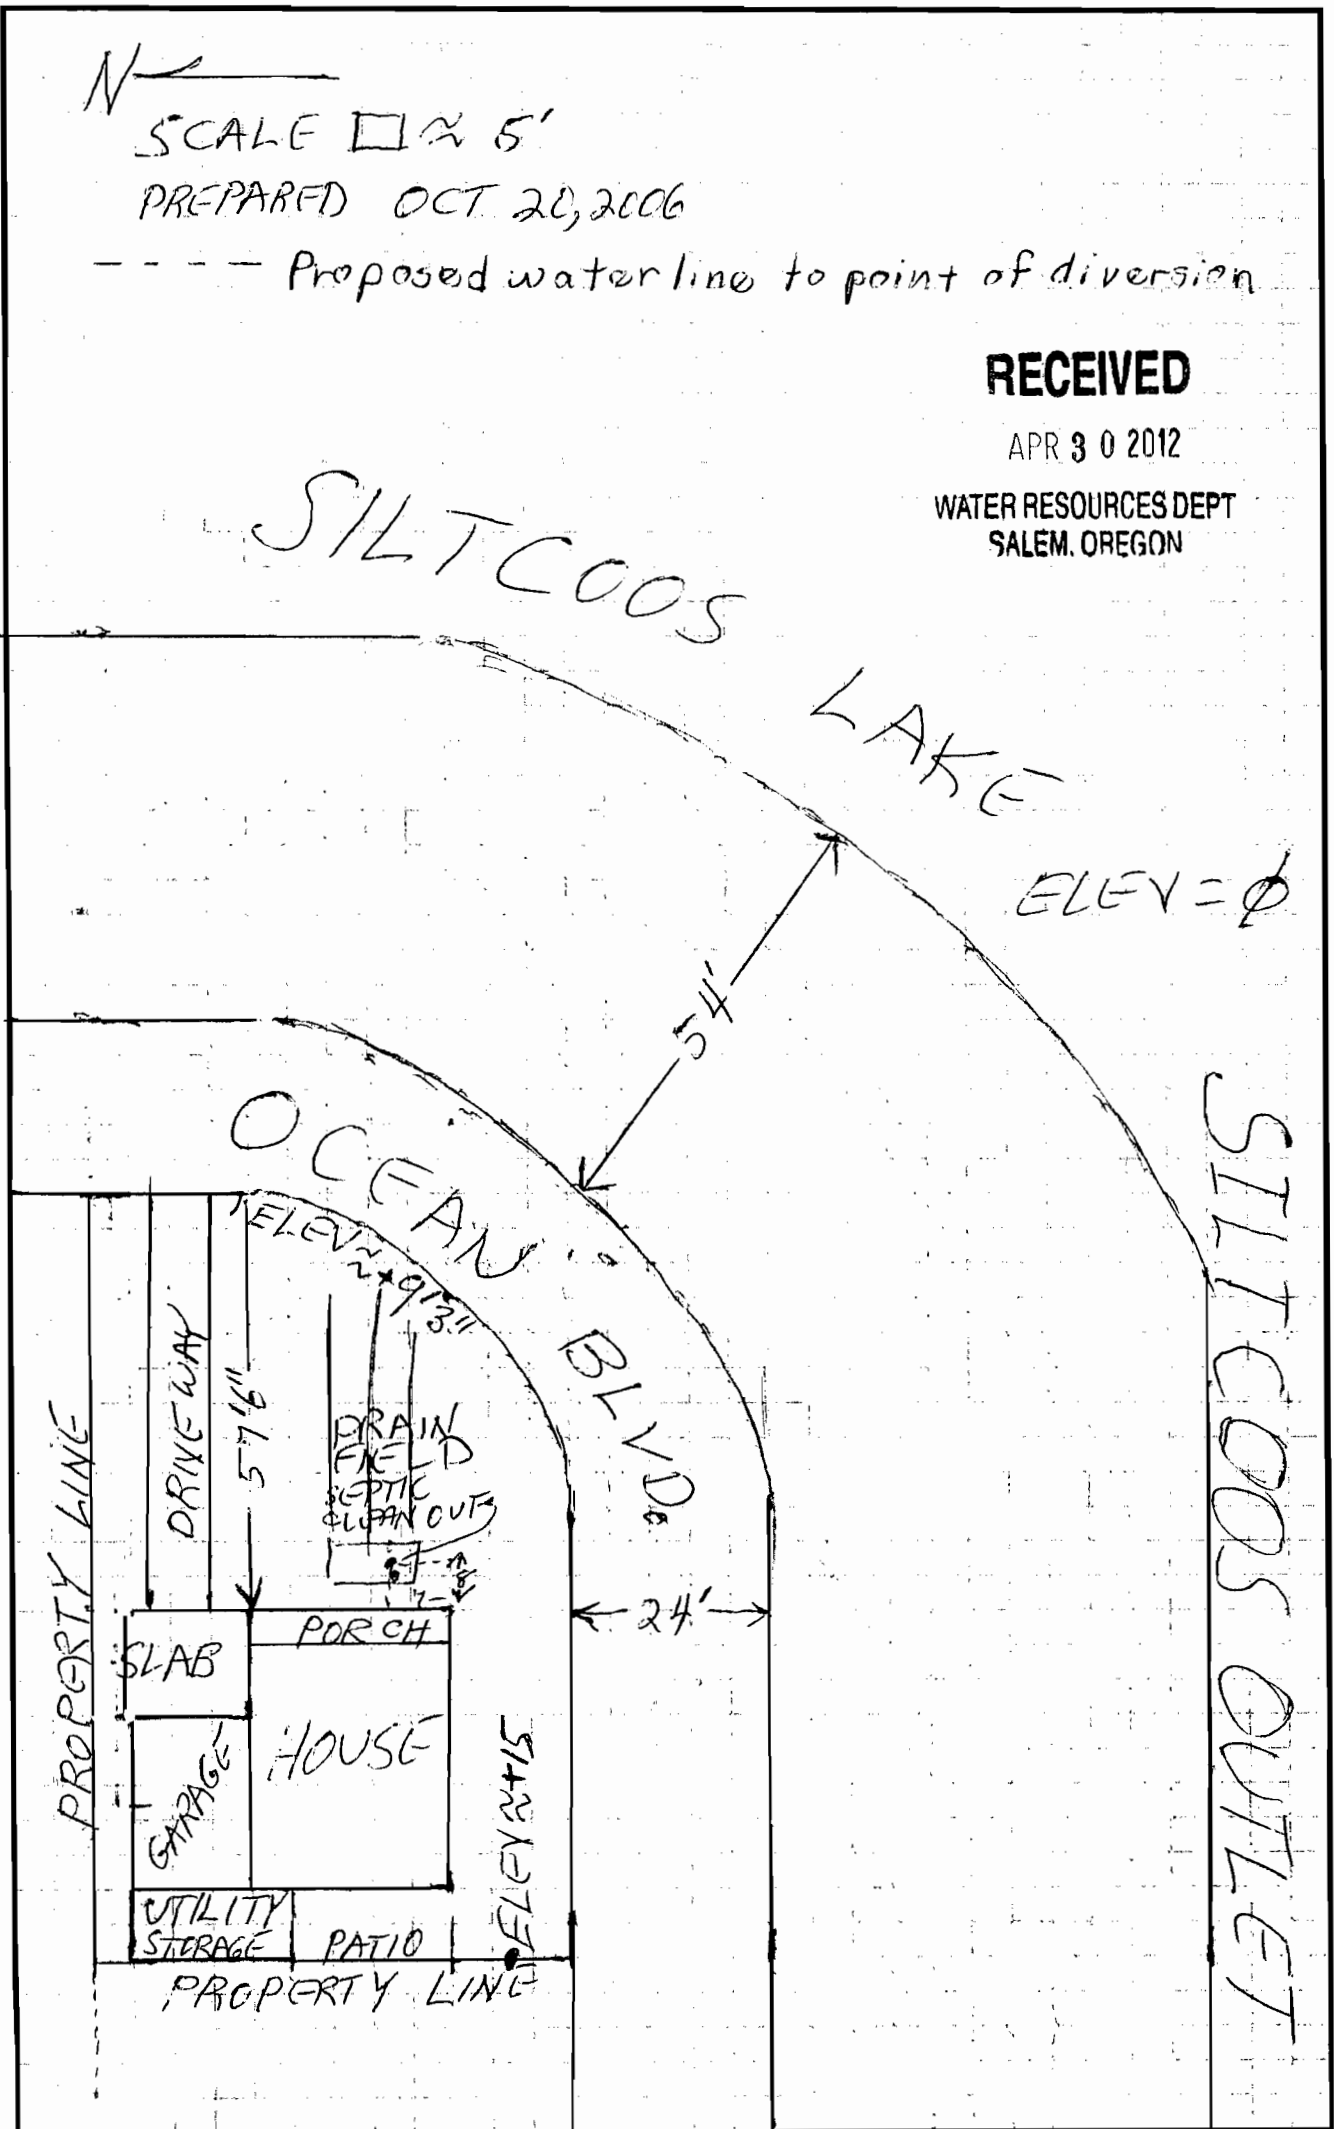 N
SCALE □ ≈ 5'
PREPARED OCT 20, 2006
---- Proposed water line to point of diversion
RECEIVED
APR 30 2012
WATER RESOURCES DEPT
SALEM, OREGON
SILTCOOS LAKE
ELEV = ϕ
54'
OCEAN BLVD.
ELEV ≈ +9'3"
SILTCOOS OUTLET
PROPERTY LINE
DRIVEWAY
57'6"
DRAIN
FIELD
SEPTIC
CLEAN OUTS
24'
PORCH
SLAB
HOUSE
GARAGE
ELEV ≈ +15
UTILITY
STORAGE
PATIO
PROPERTY LINE